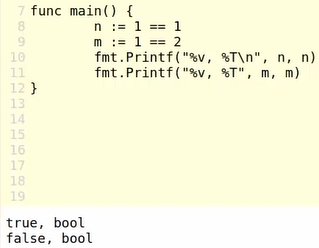 7 func main() {
8 n := 1 == 1
9 m := 1 == 2
10 fmt.Printf("%v, %T\n", n, n)
11 fmt.Printf("%v, %T", m, m)
12 }
13
14
15
16
17
18
19
true, bool
false, bool